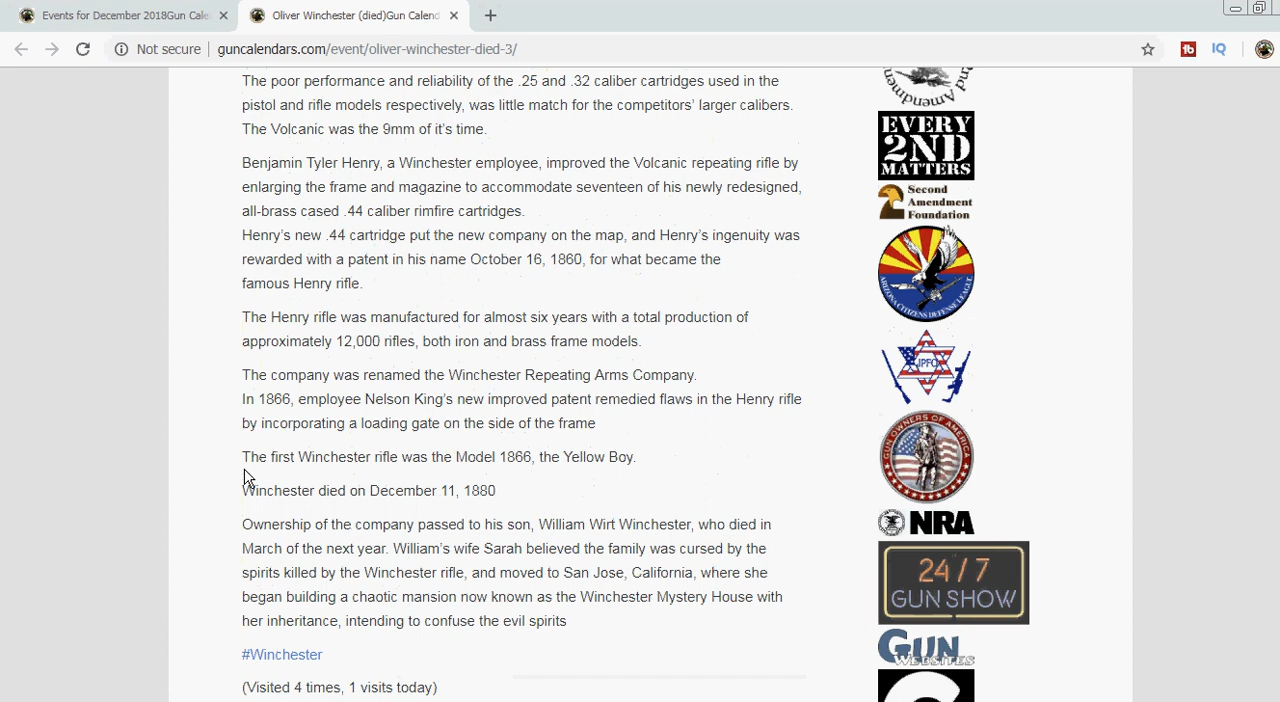 Events for December 2018Gun Cale
Oliver Winchester (died)Gun Calend
Not secure
guncalendars.com/event/oliver-winchester-died-3/
The poor performance and reliability of the .25 and .32 caliber cartridges used in the
pistol and rifle models respectively, was little match for the competitors' larger calibers.
The Volcanic was the 9mm of it's time.
Benjamin Tyler Henry, a Winchester employee, improved the Volcanic repeating rifle by
enlarging the frame and magazine to accommodate seventeen of his newly redesigned,
all-brass cased .44 caliber rimfire cartridges.
Henry's new .44 cartridge put the new company on the map, and Henry's ingenuity was
rewarded with a patent in his name October 16, 1860, for what became the
famous Henry rifle.
The Henry rifle was manufactured for almost six years with a total production of
approximately 12,000 rifles, both iron and brass frame models.
The company was renamed the Winchester Repeating Arms Company.
In 1866, employee Nelson King's new improved patent remedied flaws in the Henry rifle
by incorporating a loading gate on the side of the frame
The first Winchester rifle was the Model 1866, the Yellow Boy.
Winchester died on December 11, 1880
Ownership of the company passed to his son, William Wirt Winchester, who died in
March of the next year. William's wife Sarah believed the family was cursed by the
spirits killed by the Winchester rifle, and moved to San Jose, California, where she
began building a chaotic mansion now known as the Winchester Mystery House with
her inheritance, intending to confuse the evil spirits
#Winchester
(Visited 4 times, 1 visits today)
2nd Amendment
EVERY
2ND
MATTERS
Second
Amendment
Foundation
ARIZONA CITIZENS DEFENSE LEAGUE
JPFO
GUN OWNERS OF AMERICA
NRA
24/7
GUN SHOW
GUN
WEBSITES
tb
IQ